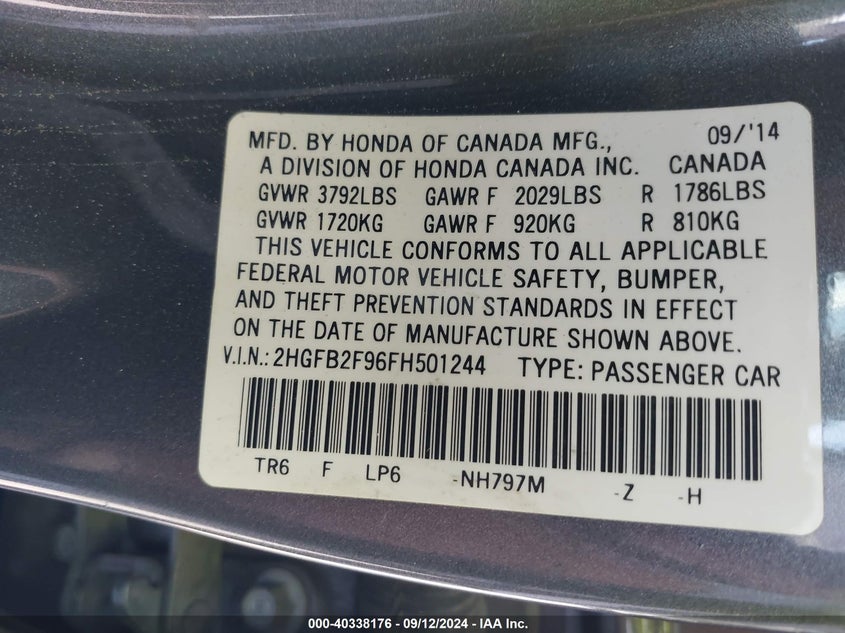 MFD. BY HONDA OF CANADA MFG., 09/'14
A DIVISION OF HONDA CANADA INC. CANADA
GVWR 3792LBS GAWR F 2029LBS R 1786LBS
GVWR 1720KG GAWR F 920KG R 810KG
THIS VEHICLE CONFORMS TO ALL APPLICABLE
FEDERAL MOTOR VEHICLE SAFETY, BUMPER,
AND THEFT PREVENTION STANDARDS IN EFFECT
ON THE DATE OF MANUFACTURE SHOWN ABOVE.
V.I.N.: 2HGFB2F96FH501244 TYPE: PASSENGER CAR
TR6 F LP6 -NH797M -Z -H
000-40338176 - 09/12/2024 - IAA Inc.